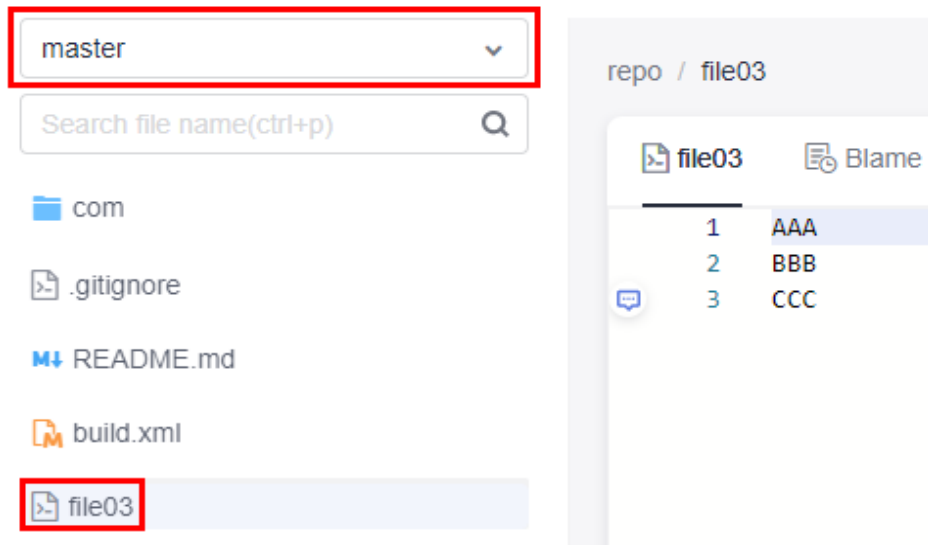 master
Search file name(ctrl+p)
com
.gitignore
M↓ README.md
build.xml
file03
repo / file03
file03 Blame
1 AAA
2 BBB
3 CCC